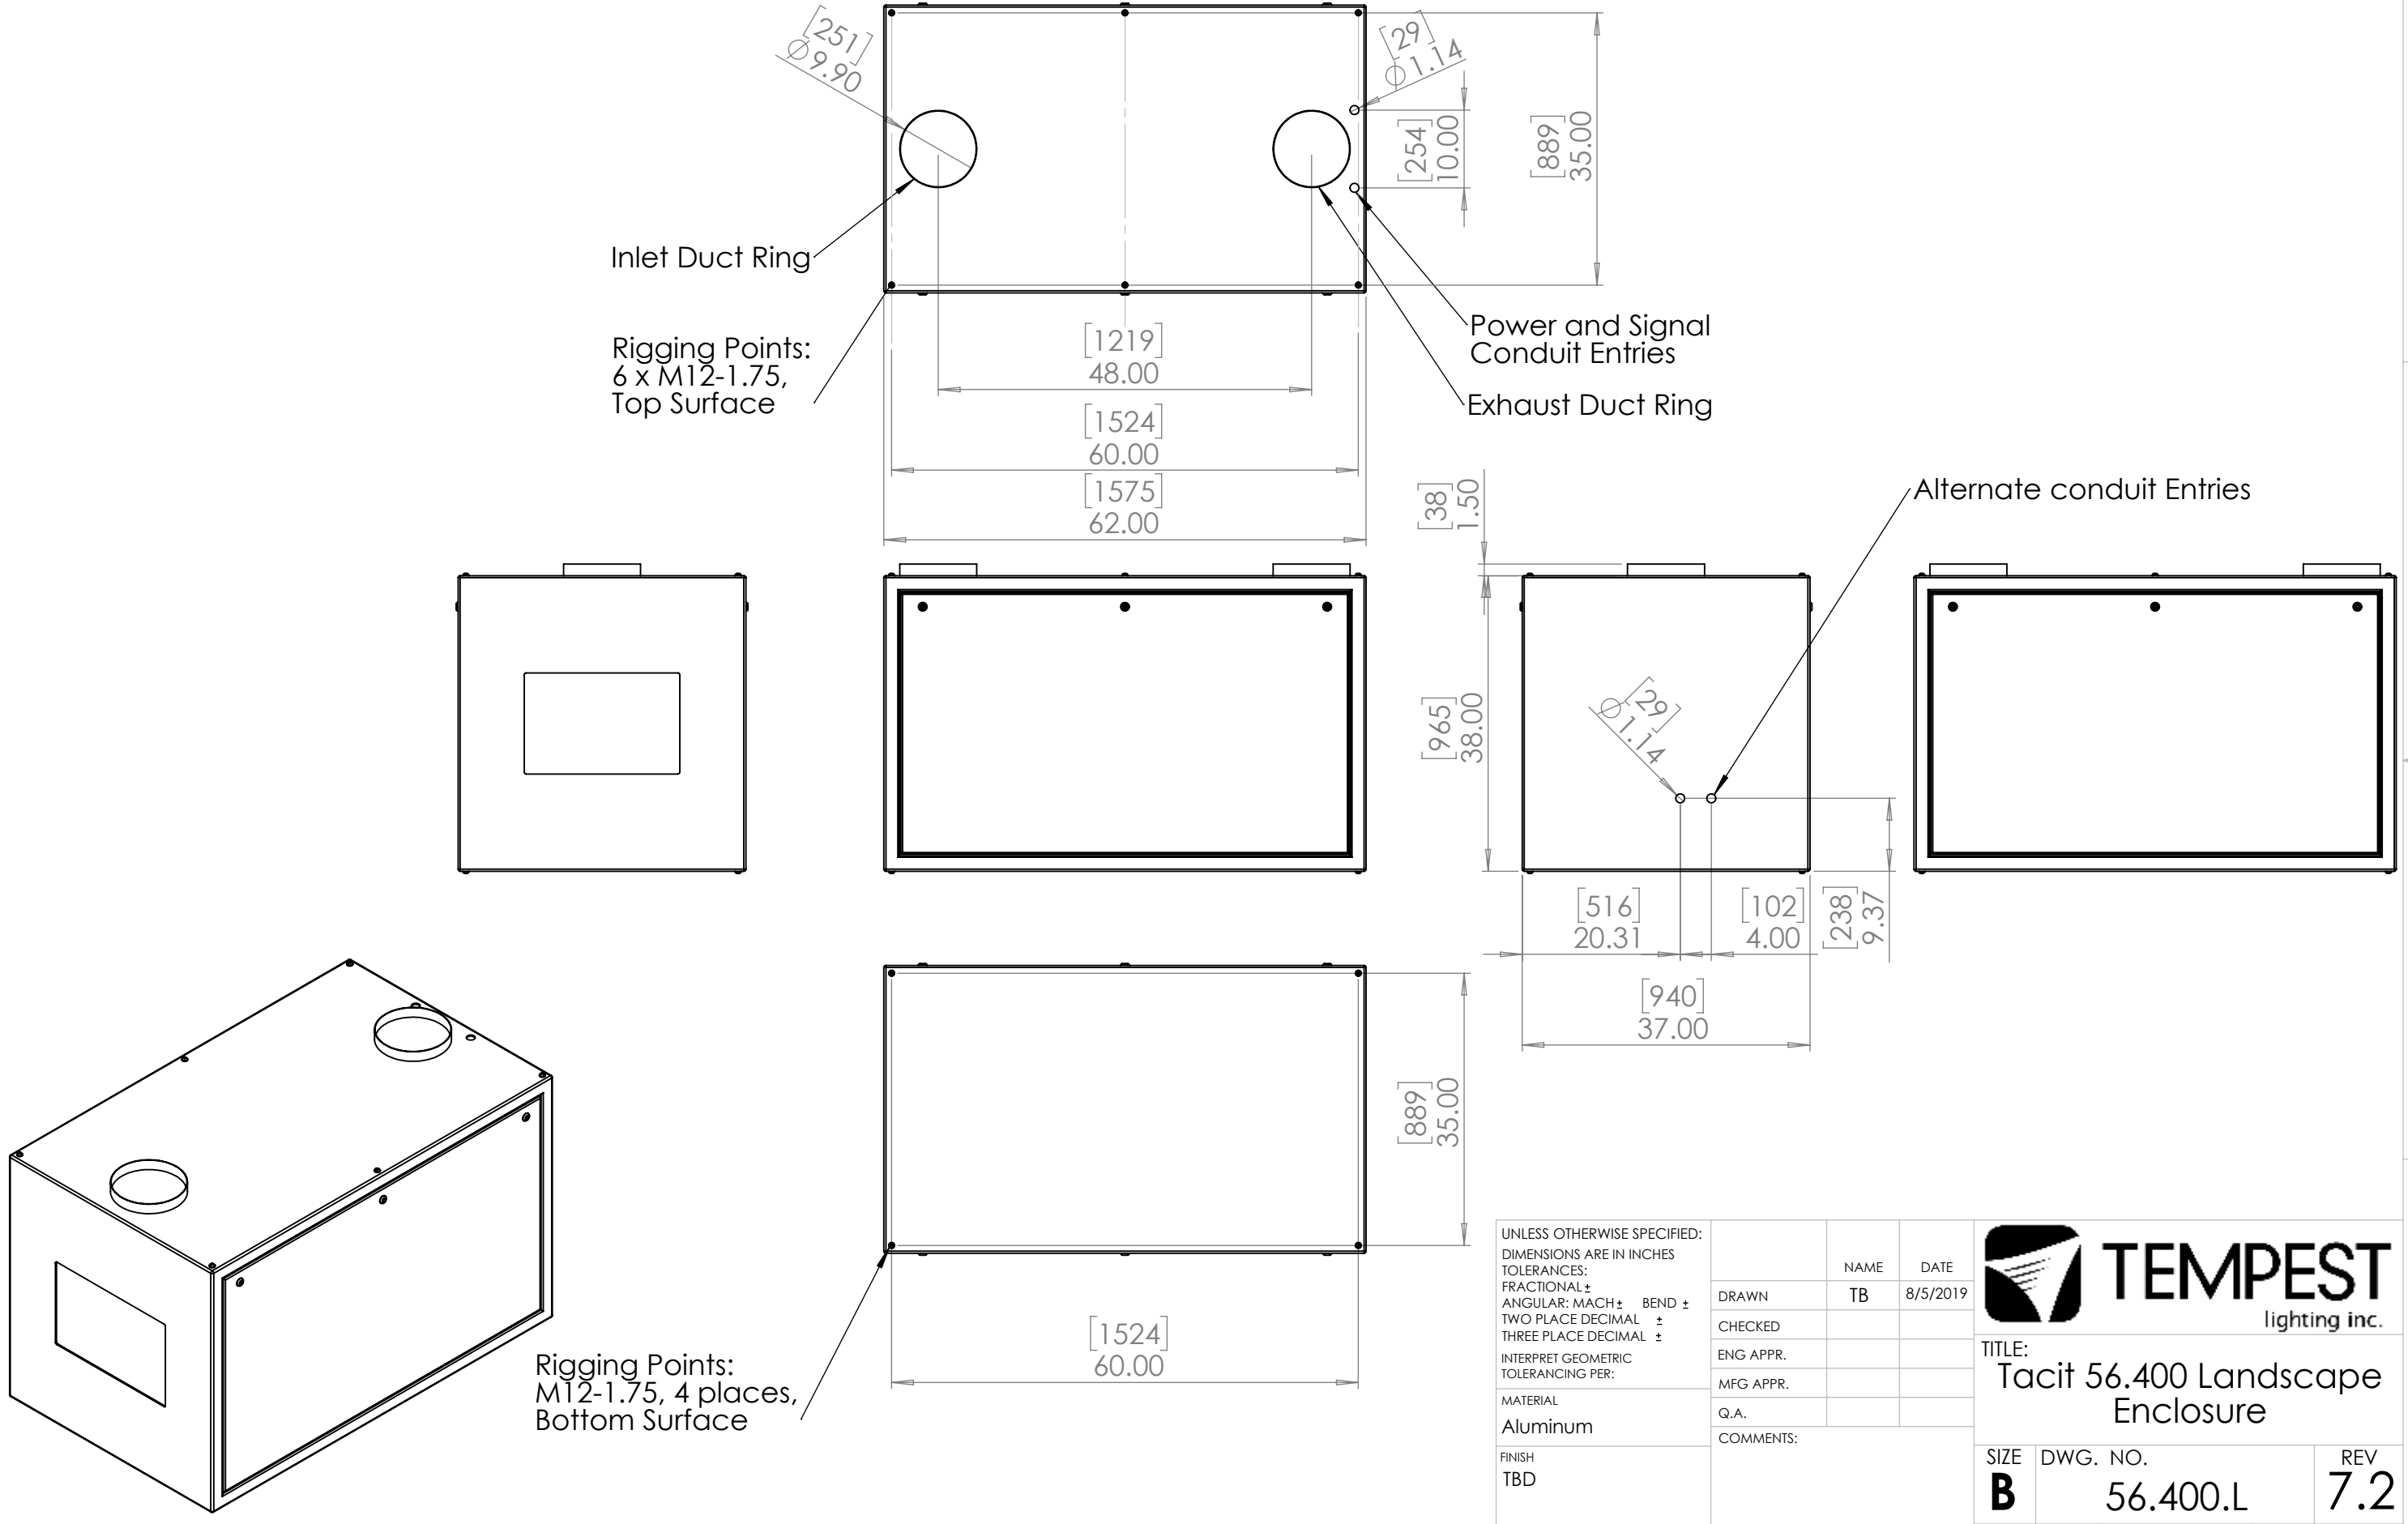 [251]
∅9.90
[29]
∅1.14
[254]
10.00
[889]
35.00
Inlet Duct Ring
Rigging Points:
6 x M12-1.75,
Top Surface
[1219]
48.00
Power and Signal
Conduit Entries
Exhaust Duct Ring
[1524]
60.00
[1575]
62.00
[38]
1.50
Alternate conduit Entries
[965]
38.00
[29]
∅1.14
[516]
20.31
[102]
4.00
[238]
9.37
[940]
37.00
[889]
35.00
[1524]
60.00
Rigging Points:
M12-1.75, 4 places,
Bottom Surface
UNLESS OTHERWISE SPECIFIED:
DIMENSIONS ARE IN INCHES
TOLERANCES:
FRACTIONAL ±
ANGULAR: MACH ± BEND ±
TWO PLACE DECIMAL ±
THREE PLACE DECIMAL ±
INTERPRET GEOMETRIC
TOLERANCING PER:
MATERIAL
Aluminum
FINISH
TBD
NAME DATE
DRAWN TB 8/5/2019
CHECKED
ENG APPR.
MFG APPR.
Q.A.
COMMENTS:
TEMPEST
lighting inc.
TITLE:
Tacit 56.400 Landscape
Enclosure
SIZE DWG. NO. REV
B 56.400.L 7.2